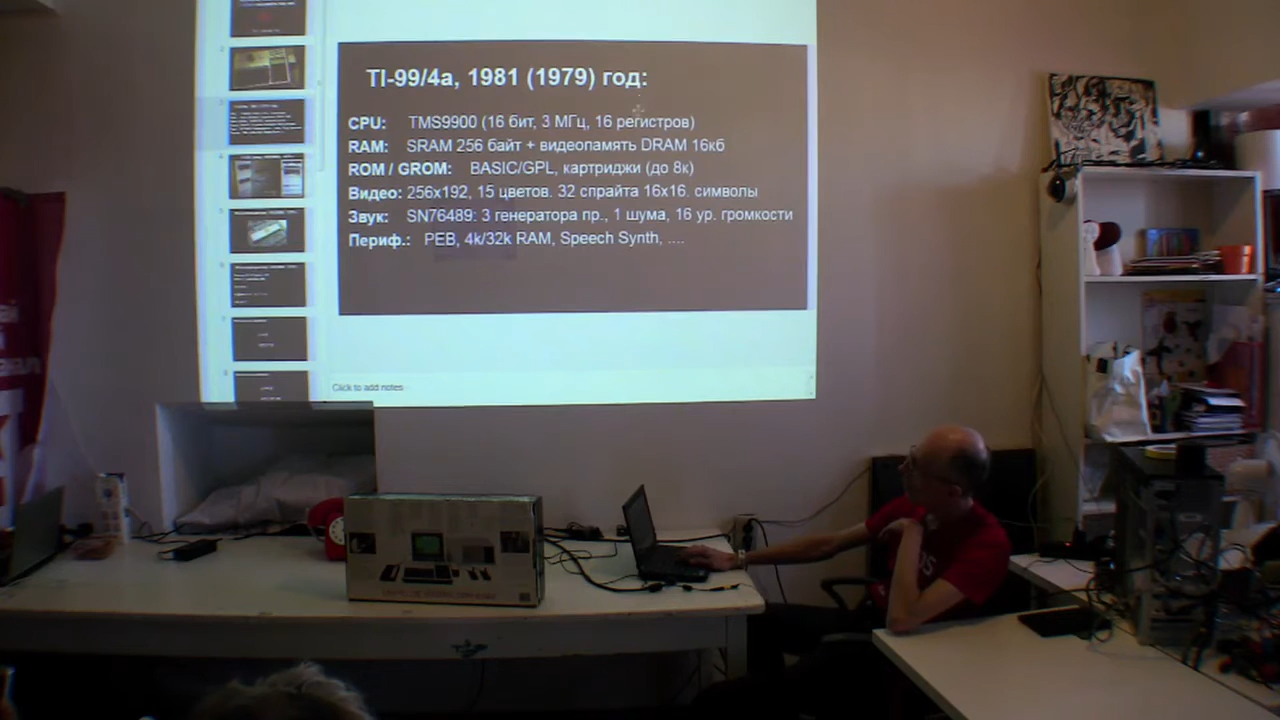 TI-99/4a, 1981 (1979) год:
CPU: TMS9900 (16 бит, 3 МГц, 16 регистров)
RAM: SRAM 256 байт + видеопамять DRAM 16кб
ROM / GROM: BASIC/GPL, картриджи (до 8к)
Видео: 256x192, 15 цветов. 32 спрайта 16x16. символы
Звук: SN76489: 3 генератора пр., 1 шума, 16 ур. громкости
Периф.: PEB, 4k/32k RAM, Speech Synth, ....
Click to add notes